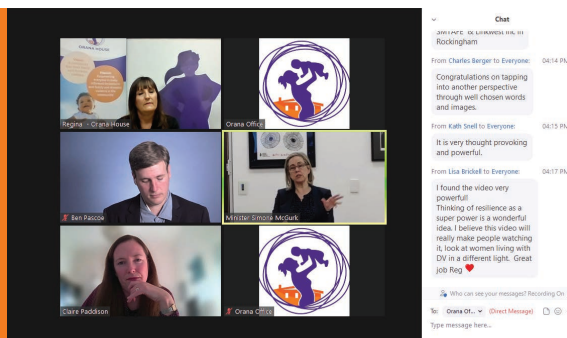 ORANA HOUSE
Regina - Orana House
Orana Office
Ben Pascoe
Minister Simone McGurk
Claire Paddison
Orana Office
Chat
SMTAFE & Linkwest Inc in
Rockingham
From Charles Berger to Everyone: 04:14 PM
Congratulations on tapping
into another perspective
through well chosen words
and images.
From Kath Snell to Everyone: 04:15 PM
It is very thought provoking
and powerful.
From Lisa Brickell to Everyone: 04:17 PM
I found the video very
powerful!
Thinking of resilience as a
super power is a wonderful
idea. I believe this video will
really make people watching
it, look at women living with
DV in a different light. Great
job Reg ❤
Who can see your messages? Recording On
To: Orana Of... (Direct Message)
Type message here...